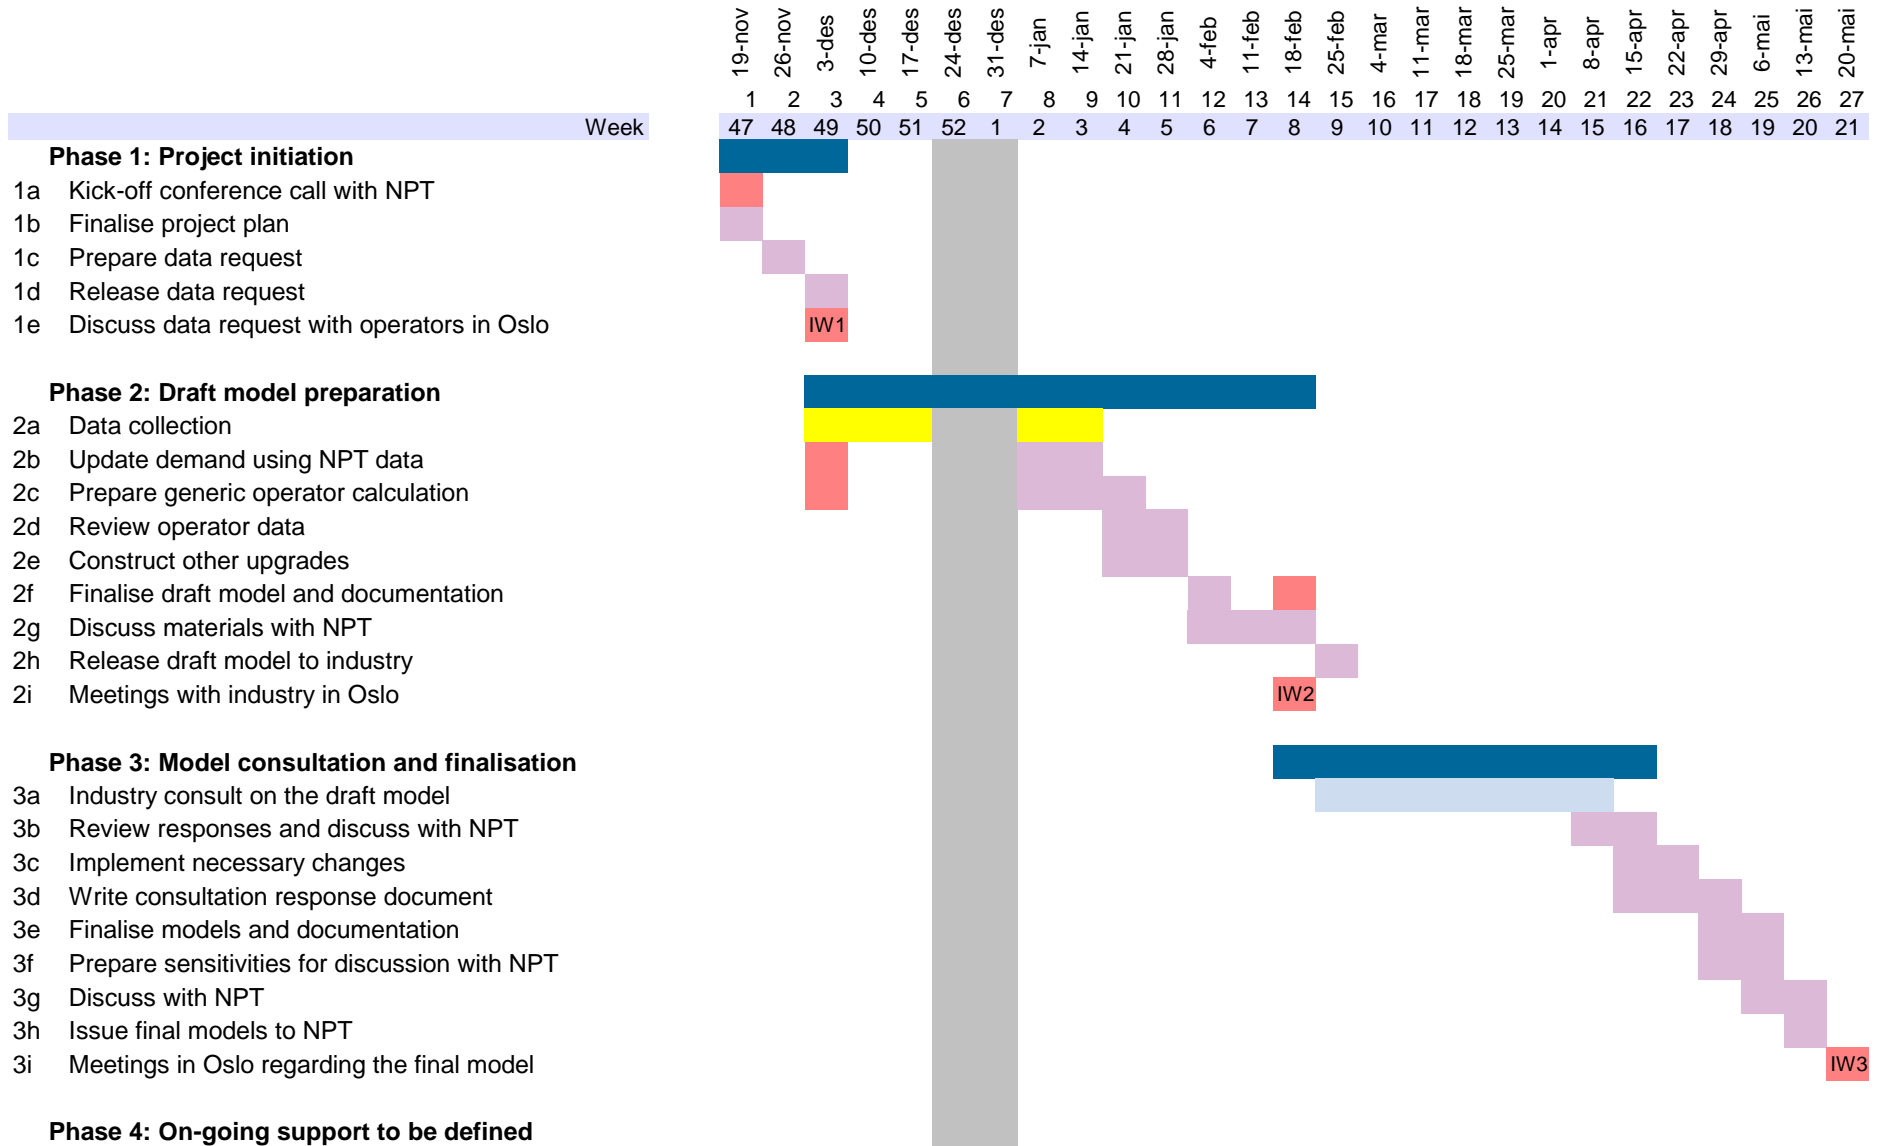 19-nov 26-nov 3-des 10-des 17-des 24-des 31-des 7-jan 14-jan 21-jan 28-jan 4-feb 11-feb 18-feb 25-feb 4-mar 11-mar 18-mar 25-mar 1-apr 8-apr 15-apr 22-apr 29-apr 6-mai 13-mai 20-mai
1 2 3 4 5 6 7 8 9 10 11 12 13 14 15 16 17 18 19 20 21 22 23 24 25 26 27
Week 47 48 49 50 51 52 1 2 3 4 5 6 7 8 9 10 11 12 13 14 15 16 17 18 19 20 21
Phase 1: Project initiation
1a Kick-off conference call with NPT
1b Finalise project plan
1c Prepare data request
1d Release data request
1e Discuss data request with operators in Oslo IW1
Phase 2: Draft model preparation
2a Data collection
2b Update demand using NPT data
2c Prepare generic operator calculation
2d Review operator data
2e Construct other upgrades
2f Finalise draft model and documentation
2g Discuss materials with NPT
2h Release draft model to industry
2i Meetings with industry in Oslo IW2
Phase 3: Model consultation and finalisation
3a Industry consult on the draft model
3b Review responses and discuss with NPT
3c Implement necessary changes
3d Write consultation response document
3e Finalise models and documentation
3f Prepare sensitivities for discussion with NPT
3g Discuss with NPT
3h Issue final models to NPT
3i Meetings in Oslo regarding the final model IW3
Phase 4: On-going support to be defined